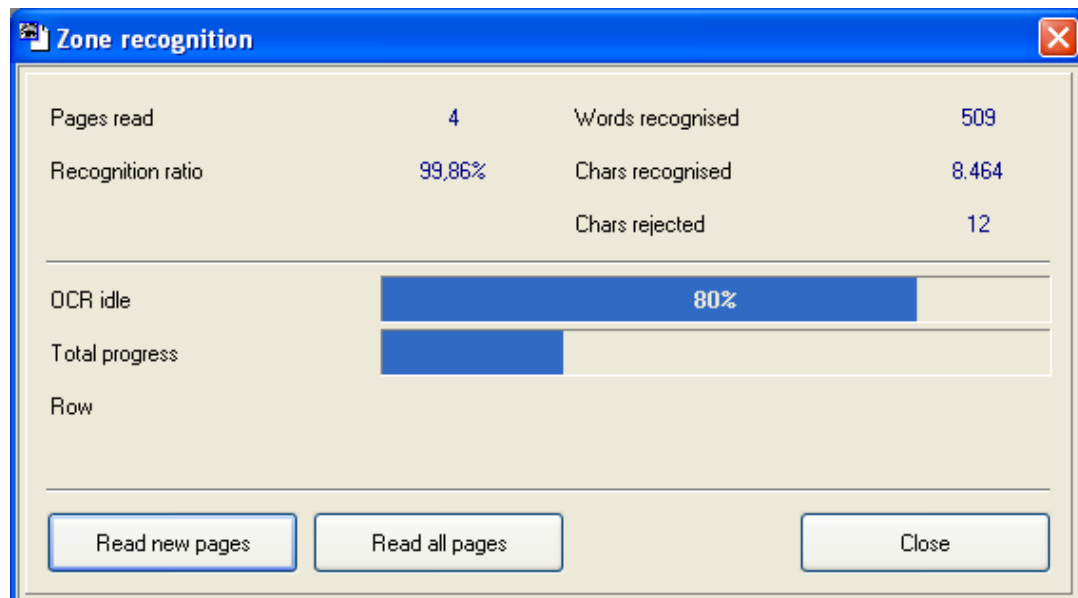 Zone recognition
Pages read 4 Words recognised 509
Recognition ratio 99,86% Chars recognised 8.464
Chars rejected 12
OCR idle 80%
Total progress
Row
Read new pages Read all pages Close